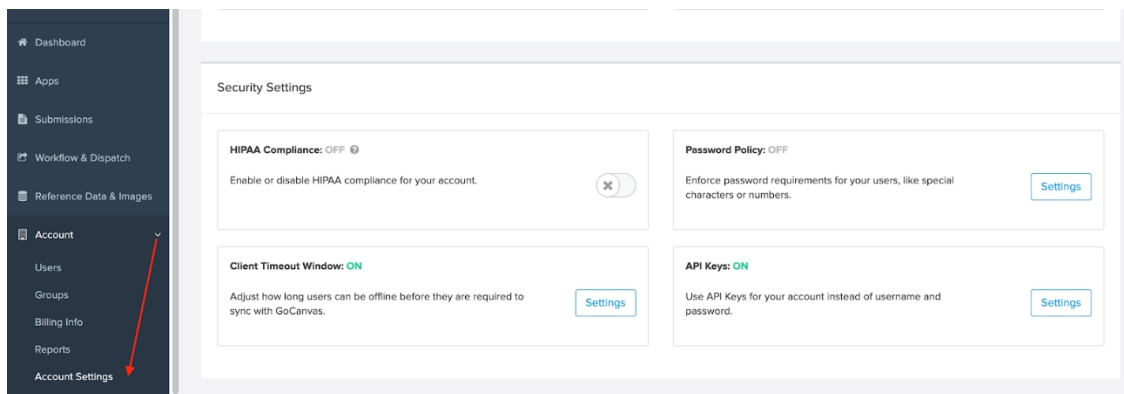 Dashboard
Apps
Submissions
Workflow & Dispatch
Reference Data & Images
Account
Users
Groups
Billing Info
Reports
Account Settings
Security Settings
HIPAA Compliance: OFF
Enable or disable HIPAA compliance for your account.
Password Policy: OFF
Enforce password requirements for your users, like special
characters or numbers.
Settings
Client Timeout Window: ON
Adjust how long users can be offline before they are required to
sync with GoCanvas.
Settings
API Keys: ON
Use API Keys for your account instead of username and
password.
Settings